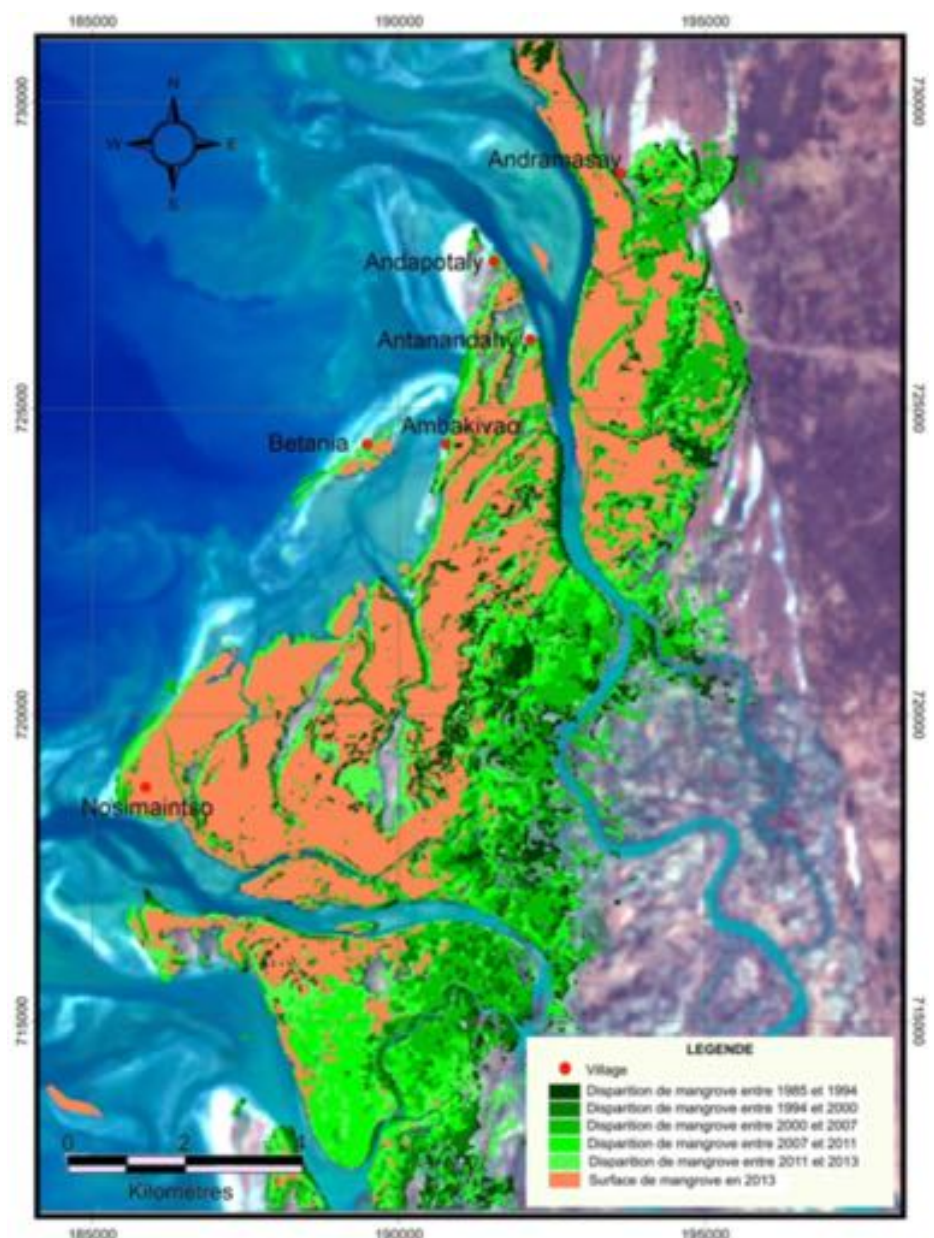 185000 190000 195000
730000 730000
N
W E
S
Andramasay
Andapotaly
Antanandahy
725000 725000
Ambakivao
Betania
720000 720000
Nosimaintso
715000 715000
LEGENDE
Village
Disparition de mangrove entre 1985 et 1994
Disparition de mangrove entre 1994 et 2000
Disparition de mangrove entre 2000 et 2007
Disparition de mangrove entre 2007 et 2011
Disparition de mangrove entre 2011 et 2013
Surface de mangrove en 2013
0 2 4
Kilomètres
185000 190000 195000